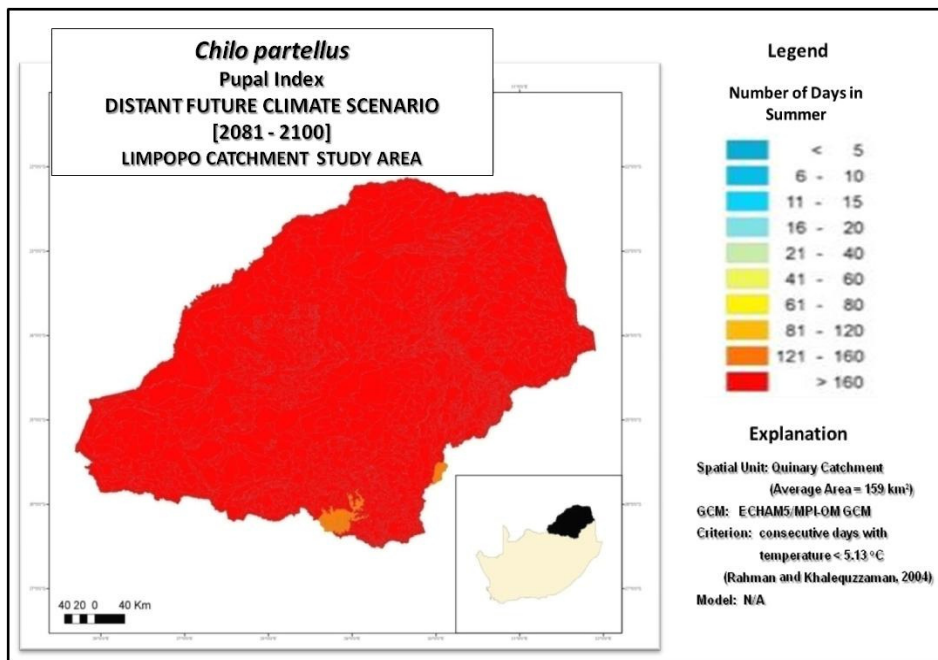 Chilo partellus
Pupal Index
DISTANT FUTURE CLIMATE SCENARIO
[2081 - 2100]
LIMPOPO CATCHMENT STUDY AREA
40 20 0 40 Km
Legend
Number of Days in
Summer
< 5
6 - 10
11 - 15
16 - 20
21 - 40
41 - 60
61 - 80
81 - 120
121 - 160
> 160
Explanation
Spatial Unit: Quinary Catchment
(Average Area = 159 km²)
GCM: ECHAM5/MPI-OM GCM
Criterion: consecutive days with
temperature < 5.13 °C
(Rahman and Khalequzzaman, 2004)
Model: N/A